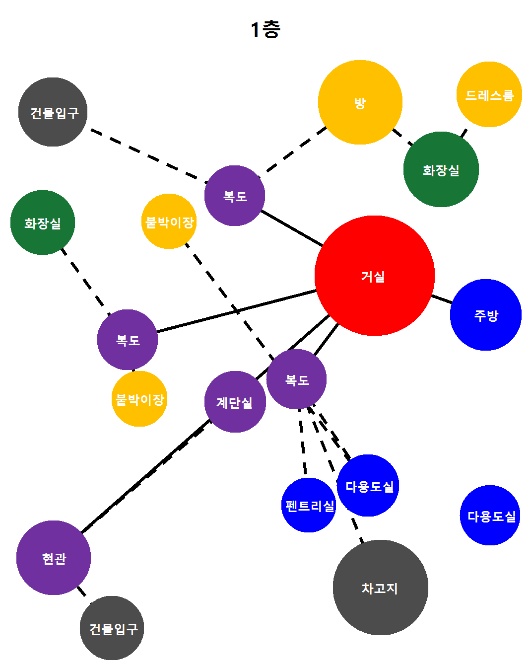 1층
건물입구
방
드레스룸
화장실
복도
화장실
붙박이장
거실
주방
복도
복도
붙박이장
계단실
펜트리실
다용도실
다용도실
현관
차고지
건물입구